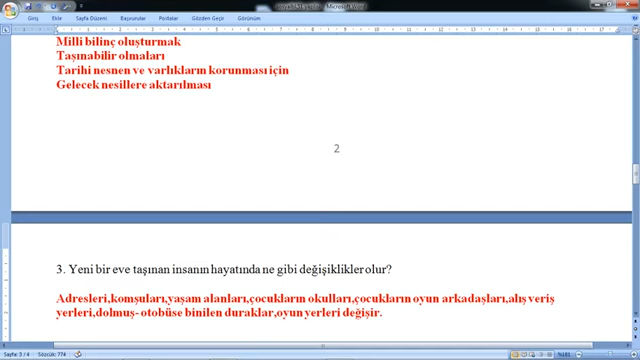 Microsoft Word
Giriş Ekle Sayfa Düzeni Başvurular Postalar Gözden Geçir Görünüm
Milli bilinç oluşturmak
Taşınabilir olmaları
Tarihi nesnen ve varlıkların korunması için
Gelecek nesillere aktarılması
2
3. Yeni bir eve taşınan insanın hayatında ne gibi değişiklikler olur?
Adresleri,komşuları,yaşam alanları,çocukların okulları,çocukların oyun arkadaşları,alış veriş
yerleri,dolmuş- otobüse binilen duraklar,oyun yerleri değişir.
Sayfa: 3 / 4 Sözcük: 774 %181